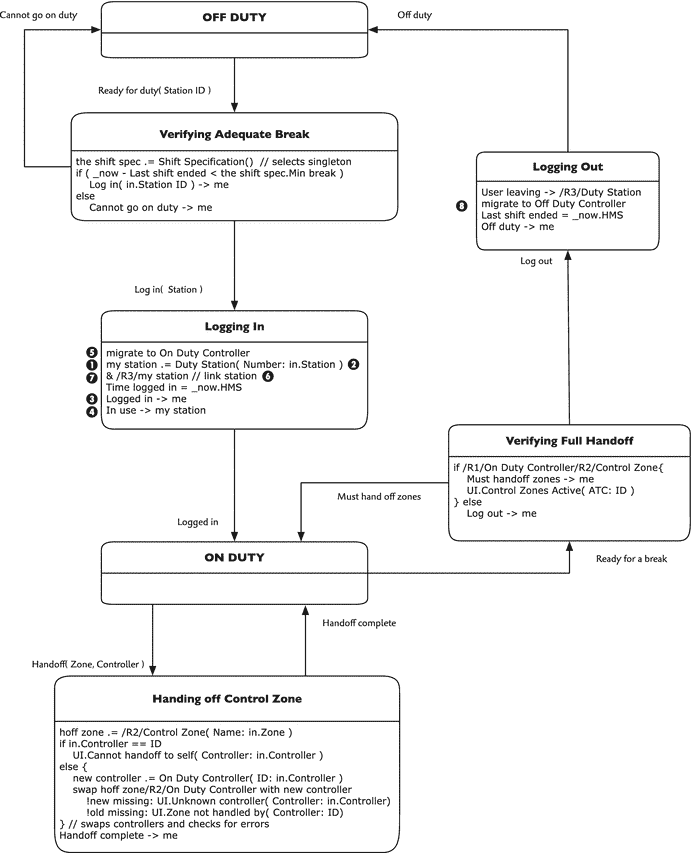 Cannot go on duty
OFF DUTY
Off duty
Ready for duty( Station ID )
Verifying Adequate Break
the shift spec .= Shift Specification()  // selects singleton
if ( _now - Last shift ended < the shift spec.Min break )
Log in( in.Station ID ) -> me
else
Cannot go on duty -> me
Logging Out
User leaving -> /R3/Duty Station
8 migrate to Off Duty Controller
Last shift ended = _now.HMS
Off duty -> me
Log in(  Station )
Log out
Logging In
5 migrate to On Duty Controller
1 my station .= Duty Station( Number: in.Station ) 2
7 & /R3/my station // link station 6
Time logged in = _now.HMS
3 Logged in -> me
4 In use -> my station
Verifying Full Handoff
if /R1/On Duty Controller/R2/Control Zone{
Must handoff zones -> me
UI.Control Zones Active( ATC: ID )
} else
Log out -> me
Must hand off zones
Logged in
ON DUTY
Ready for a break
Handoff complete
Handoff( Zone, Controller )
Handing off Control Zone
hoff zone .= /R2/Control Zone( Name: in.Zone )
if in.Controller == ID
UI.Cannot handoff to self( Controller: in.Controller )
else {
new controller .= On Duty Controller( ID: in.Controller )
swap hoff zone/R2/On Duty Controller with new controller
!new missing: UI.Unknown controller( Controller: in.Controller)
!old missing: UI.Zone not handled by( Controller: ID)
} // swaps controllers and checks for errors
Handoff complete -> me